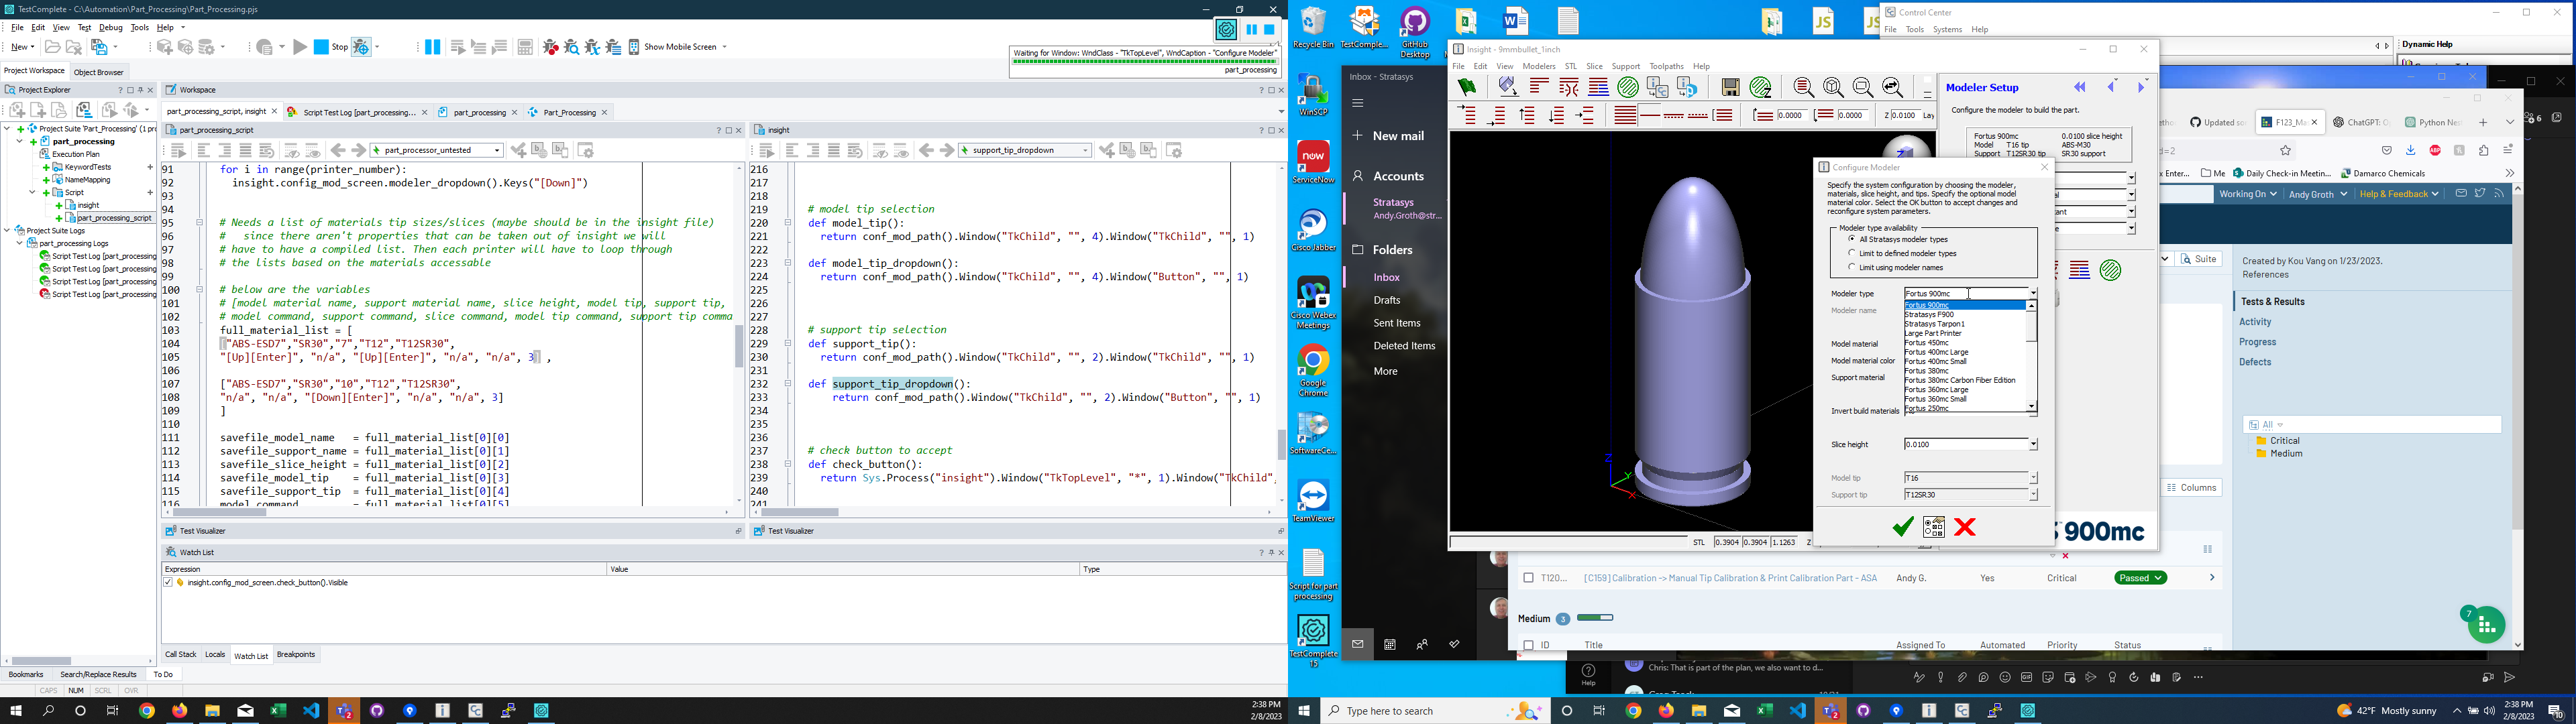 TestComplete - C:\Automation\Part_Processing\Part_Processing.pjs
File Edit View Test Debug Tools Help
New
Stop
Show Mobile Screen
Waiting for Window: WndClass - "TkTopLevel", WndCaption - "Configure Modeler"
part_processing
Project Workspace Object Browser
Project Explorer
Project Suite 'Part_Processing' (1 pro
part_processing
Execution Plan
KeywordTests
NameMapping
Script
insight
part_processing_script
Project Suite Logs
part_processing Logs
Script Test Log [part_processing
Script Test Log [part_processing
Script Test Log [part_processing
Script Test Log [part_processing
Bookmarks Search/Replace Results To Do
CAPS NUM SCRL OVR
Workspace
part_processing_script, insight
Script Test Log [part_processing...
part_processing
Part_Processing
part_processing_script
part_processor_untested
91 for i in range(printer_number):
92 insight.config_mod_screen.modeler_dropdown().Keys("[Down]")
93
94
95 # Needs a list of materials tip sizes/slices (maybe should be in the insight file)
96 # since there aren't properties that can be taken out of insight we will
97 # have to have a compiled list. Then each printer will have to loop through
98 # the lists based on the materials accessable
99
100 # below are the variables
101 # [model material name, support material name, slice height, model tip, support tip,
102 # model command, support command, slice command, model tip command, support tip comma
103 full_material_list = [
104 ["ABS-ESD7","SR30","7","T12","T12SR30",
105 "[Up][Enter]", "n/a", "[Up][Enter]", "n/a", "n/a", 3] ,
106
107 ["ABS-ESD7","SR30","10","T12","T12SR30",
108 "n/a", "n/a", "[Down][Enter]", "n/a", "n/a", 3]
109 ]
110
111 savefile_model_name = full_material_list[0][0]
112 savefile_support_name = full_material_list[0][1]
113 savefile_slice_height = full_material_list[0][2]
114 savefile_model_tip = full_material_list[0][3]
115 savefile_support_tip = full_material_list[0][4]
116 model_command = full_material_list[0][5]
insight
support_tip_dropdown
216
217
218
219 # model tip selection
220 def model_tip():
221 return conf_mod_path().Window("TkChild", "", 4).Window("TkChild", "", 1)
222
223 def model_tip_dropdown():
224 return conf_mod_path().Window("TkChild", "", 4).Window("Button", "", 1)
225
226
227
228 # support tip selection
229 def support_tip():
230 return conf_mod_path().Window("TkChild", "", 2).Window("TkChild", "", 1)
231
232 def support_tip_dropdown():
233 return conf_mod_path().Window("TkChild", "", 2).Window("Button", "", 1)
234
235
236
237 # check button to accept
238 def check_button():
239 return Sys.Process("insight").Window("TkTopLevel", "*", 1).Window("TkChild",
240
241
Test Visualizer
Test Visualizer
Watch List
Expression Value Type
insight.config_mod_screen.check_button().Visible
Call Stack Locals Watch List Breakpoints
2:38 PM
2/8/2023
Recycle Bin
TestComple...
GitHub Desktop
WinSCP
now
ServiceNow
Cisco Jabber
Cisco Webex Meetings
Google Chrome
SoftwareCe...
TeamViewer
Script for part processing
TestComplete 15
Inbox - Stratasys
New mail
Accounts
Stratasys
Andy.Groth@str...
Folders
Inbox
Drafts
Sent Items
Deleted Items
More
Insight - 9mmbullet_1inch
File Edit View Modelers STL Slice Support Toolpaths Help
0.0000
0.0000
Z 0.0100 Lay
STL 0.3904 0.3904 1.1263 Z
Modeler Setup
Configure the modeler to build the part.
Fortus 900mc 0.0100 slice height
Model T16 tip ABS-M30
Support T12SR30 tip SR30 support
900mc
Configure Modeler
Specify the system configuration by choosing the modeler,
materials, slice height, and tips. Specify the optional model
material color. Select the OK button to accept changes and
reconfigure system parameters.
Modeler type availability
All Stratasys modeler types
Limit to defined modeler types
Limit using modeler names
Modeler type Fortus 900mc
Modeler name
Fortus 900mc
Stratasys F900
Stratasys Tarpon1
Large Part Printer
Fortus 450mc
Fortus 400mc Large
Fortus 400mc Small
Fortus 380mc
Fortus 380mc Carbon Fiber Edition
Fortus 360mc Large
Fortus 360mc Small
Fortus 250mc
Model material
Model material color
Support material
Invert build materials
Slice height 0.0100
Model tip T16
Support tip T12SR30
Control Center
File Tools Systems Help
Dynamic Help
Updated so
F123_Ma
ChatGPT: O
Python Nes
Me
Daily Check-in Meetin...
Damarco Chemicals
Working On Andy Groth Help & Feedback
Suite
Created by Kou Vang on 1/23/2023.
References
Tests & Results
Activity
Progress
Defects
All
Critical
Medium
Columns
T120... [C159] Calibration -> Manual Tip Calibration & Print Calibration Part - ASA Andy G. Yes Critical Passed
Medium 3
ID Title Assigned To Automated Priority Status
7
Chris: That is part of the plan, we also want to d...
Help
Type here to search
42°F Mostly sunny
2:38 PM
2/8/2023